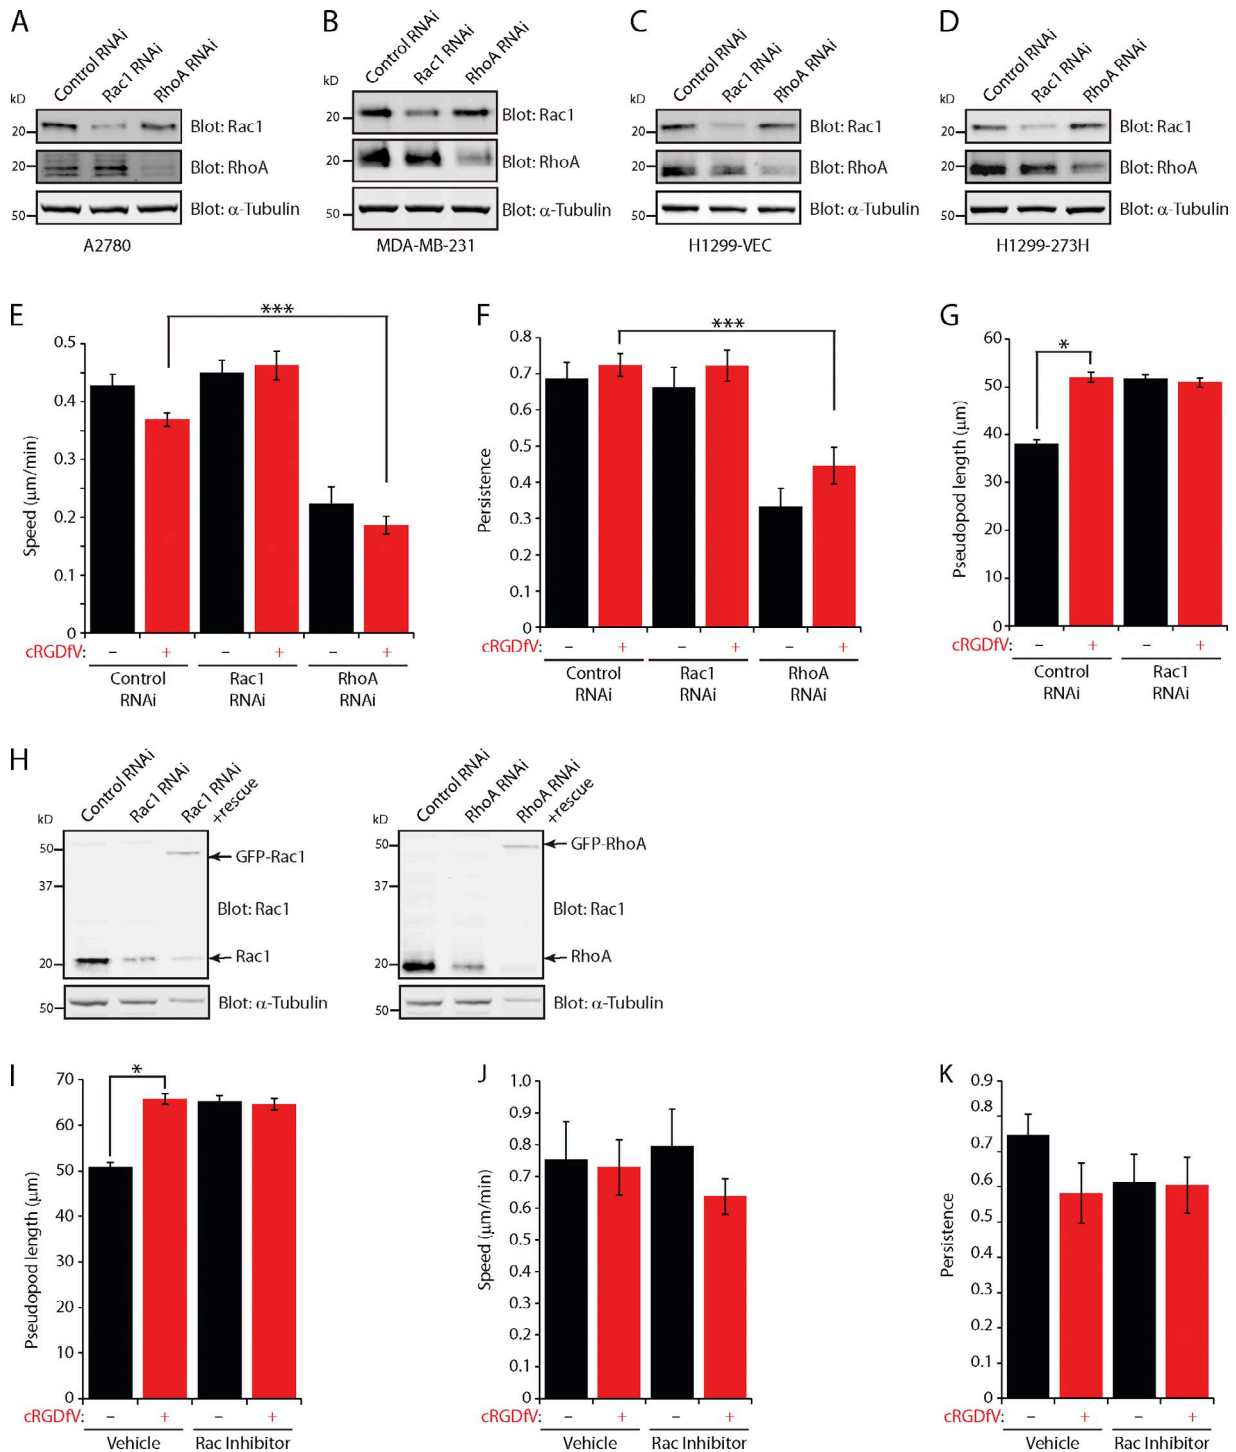 A
Control RNAi
Rac1 RNAi
RhoA RNAi
kD
20
Blot: Rac1
20
Blot: RhoA
50
Blot: α-Tubulin
A2780
B
Control RNAi
Rac1 RNAi
RhoA RNAi
kD
20
Blot: Rac1
20
Blot: RhoA
50
Blot: α-Tubulin
MDA-MB-231
C
Control RNAi
Rac1 RNAi
RhoA RNAi
kD
20
Blot: Rac1
20
Blot: RhoA
50
Blot: α-Tubulin
H1299-VEC
D
Control RNAi
Rac1 RNAi
RhoA RNAi
kD
20
Blot: Rac1
20
Blot: RhoA
50
Blot: α-Tubulin
H1299-273H
E
***
Speed (µm/min)
0.5
0.4
0.3
0.2
0.1
0
cRGDfV: – + – + – +
Control RNAi
Rac1 RNAi
RhoA RNAi
F
***
Persistence
0.8
0.7
0.6
0.5
0.4
0.3
0.2
0.1
0
cRGDfV: – + – + – +
Control RNAi
Rac1 RNAi
RhoA RNAi
G
*
Pseudopod length (µm)
60
50
40
30
20
10
0
cRGDfV: – + – +
Control RNAi
Rac1 RNAi
H
Control RNAi
Rac1 RNAi
Rac1 RNAi +rescue
kD
50
GFP-Rac1
37
Blot: Rac1
20
Rac1
50
Blot: α-Tubulin
Control RNAi
RhoA RNAi
RhoA RNAi +rescue
kD
50
GFP-RhoA
37
Blot: Rac1
20
RhoA
50
Blot: α-Tubulin
I
*
Pseudopod length (µm)
70
60
50
40
30
20
10
0
cRGDfV: – + – +
Vehicle
Rac Inhibitor
J
Speed (µm/min)
1.0
0.9
0.8
0.7
0.6
0.5
0.4
0.3
0.2
0.1
0
cRGDfV: – + – +
Vehicle
Rac Inhibitor
K
Persistence
0.9
0.8
0.7
0.6
0.5
0.4
0.3
0.2
0.1
0
cRGDfV: – + – +
Vehicle
Rac Inhibitor